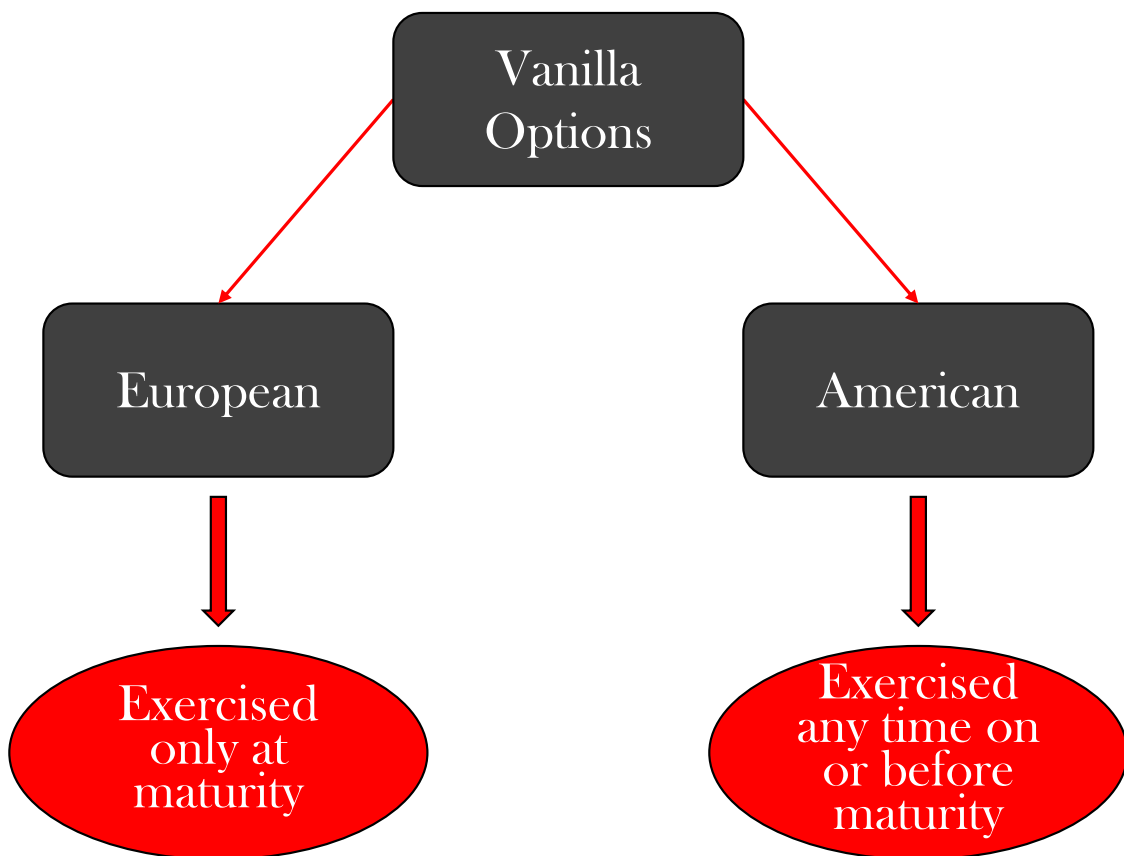 Vanilla
Options
European
American
Exercised
only at
maturity
Exercised
any time on
or before
maturity